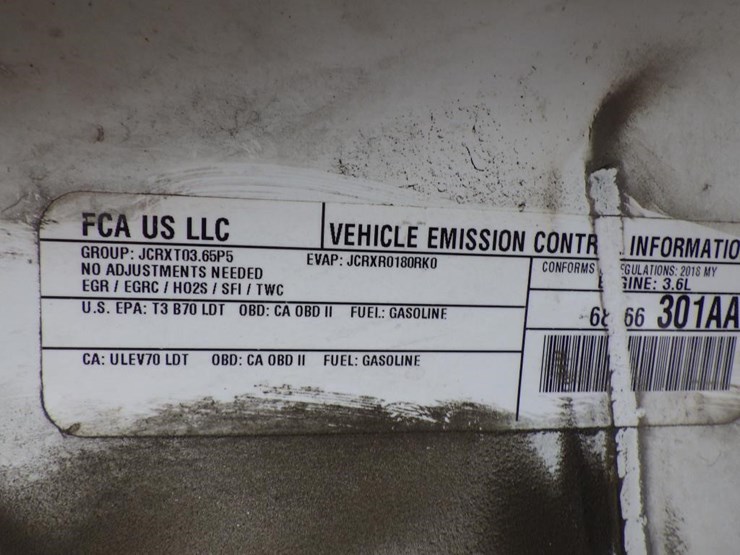 FCA US LLC
VEHICLE EMISSION CONTR INFORMATIO
GROUP: JCRXT03.65P5
EVAP: JCRXR0180RK0
NO ADJUSTMENTS NEEDED
EGR / EGRC / HO2S / SFI / TWC
CONFORMS EGULATIONS: 2018 MY
GINE: 3.6L
U.S. EPA: T3 B70 LDT OBD: CA OBD II FUEL: GASOLINE
66 301AA
CA: ULEV70 LDT OBD: CA OBD II FUEL: GASOLINE